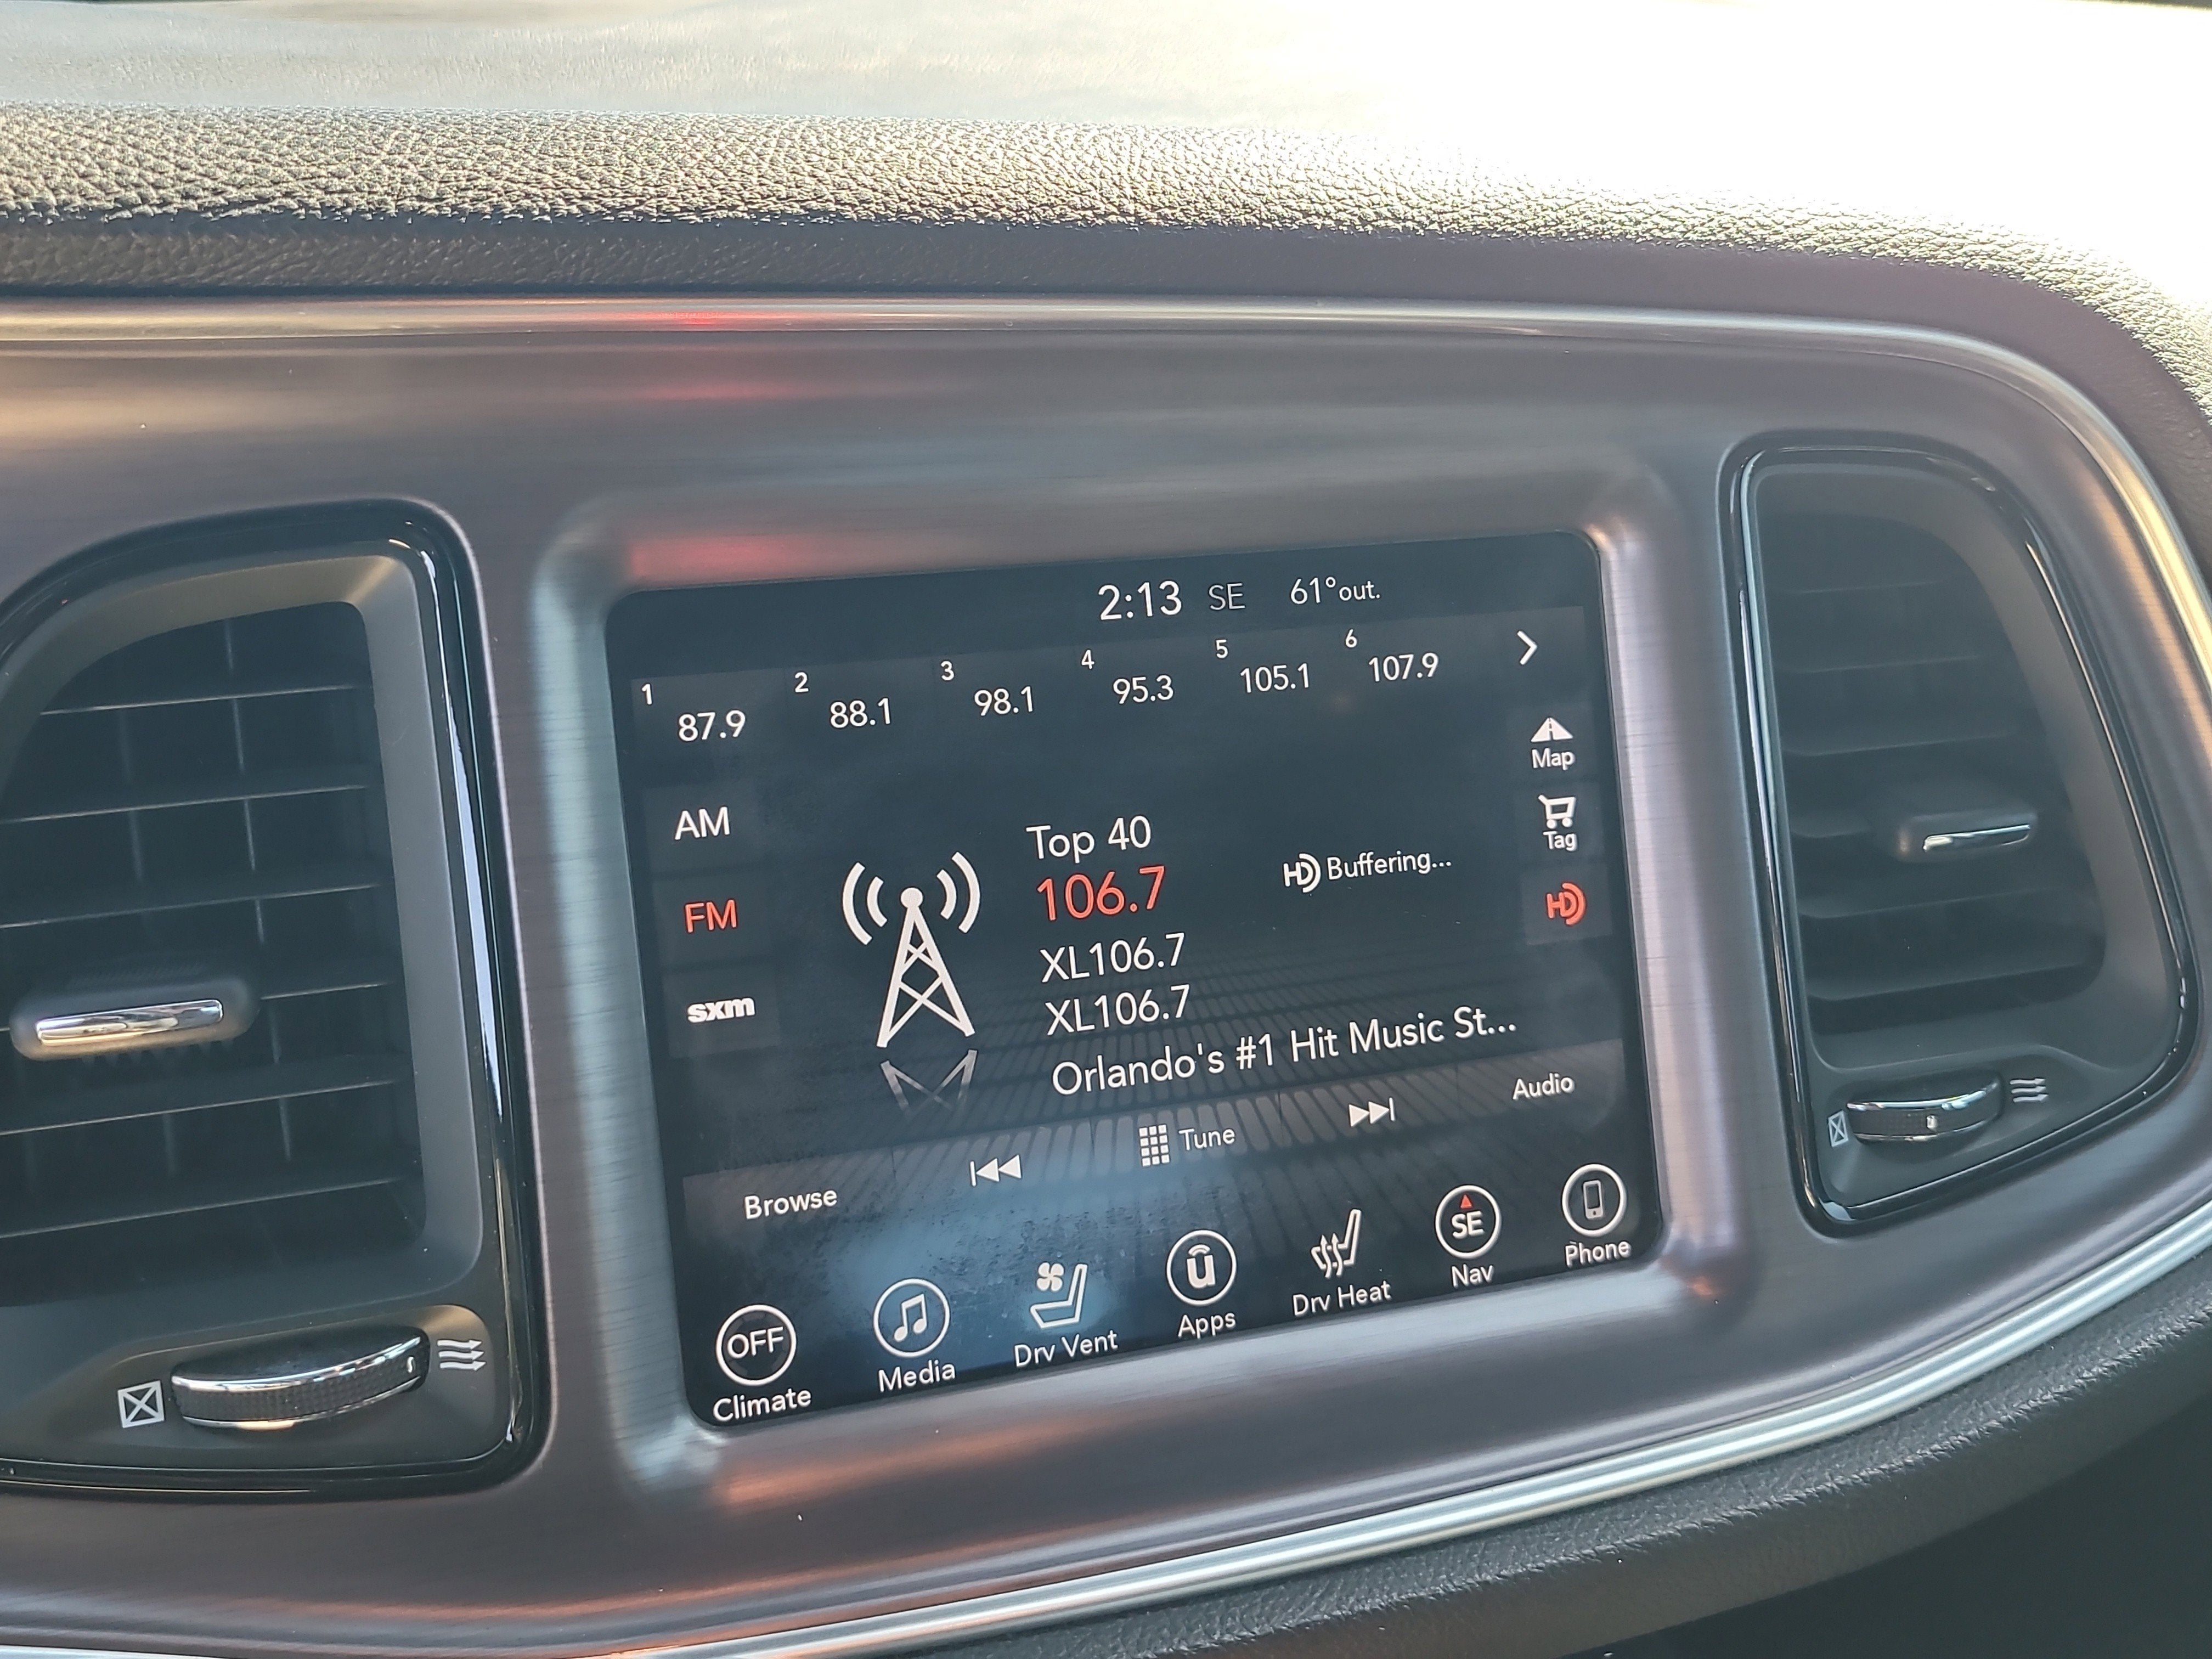 2:13 SE 61°out.
1 87.9 2 88.1 3 98.1 4 95.3 5 105.1 6 107.9
Map
AM
Top 40
Tag
HD Buffering...
FM
106.7
HD
XL106.7
sxm
XL106.7
Orlando's #1 Hit Music St...
Browse Tune Audio
OFF u SE
Climate Media Drv Vent Apps Drv Heat Nav Phone